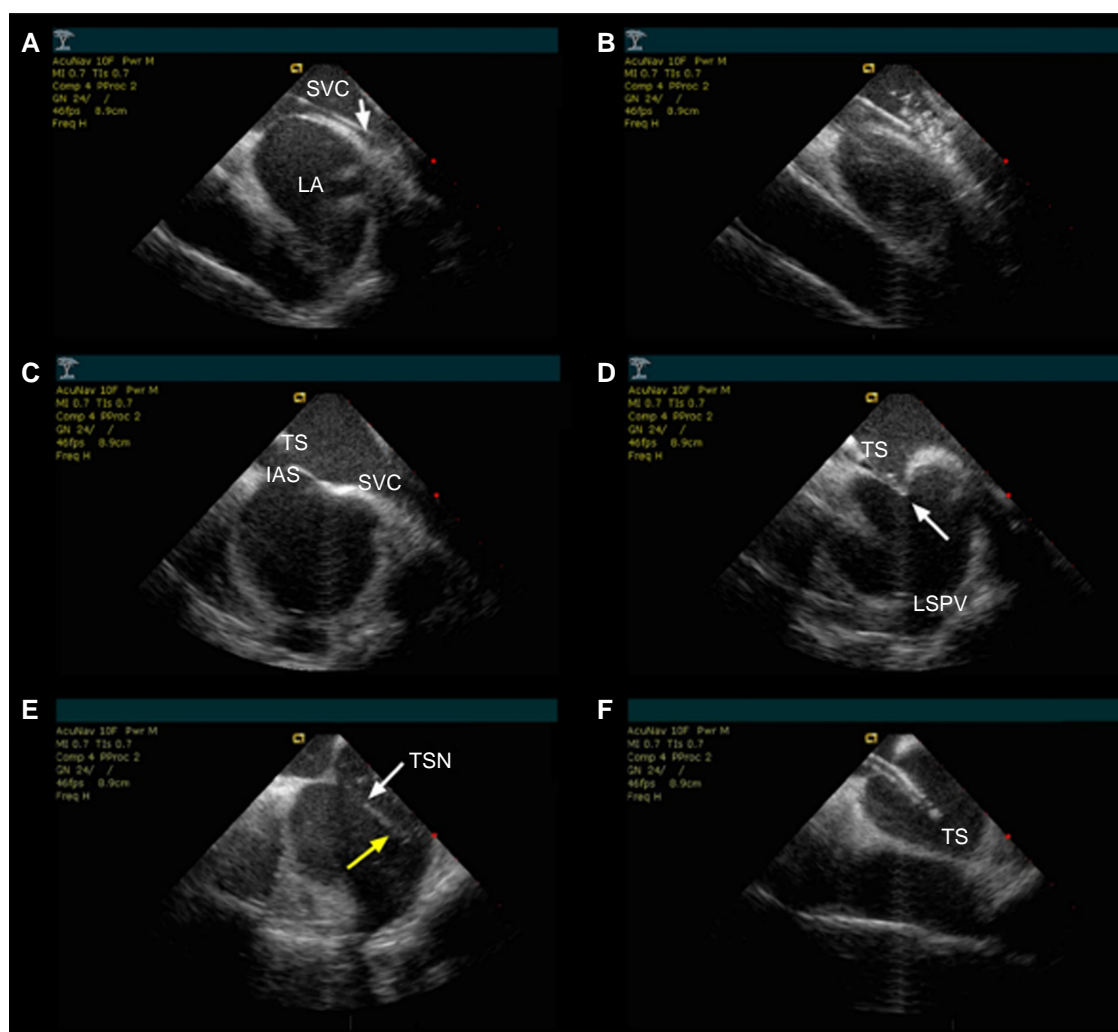 A
AcuNav 10F Pwr M
MI 0.7 TIs 0.7
Comp 4 PProc 2
GN 24/ /
46fps 8.9cm
Freq H
SVC
LA
B
AcuNav 10F Pwr M
MI 0.7 TIs 0.7
Comp 4 PProc 2
GN 24/ /
46fps 8.9cm
Freq H
C
AcuNav 10F Pwr M
MI 0.7 TIs 0.7
Comp 4 PProc 2
GN 24/ /
46fps 8.9cm
Freq H
TS
IAS
SVC
D
AcuNav 10F Pwr M
MI 0.7 TIs 0.7
Comp 4 PProc 2
GN 24/ /
46fps 8.9cm
Freq H
TS
LSPV
E
AcuNav 10F Pwr M
MI 0.7 TIs 0.7
Comp 4 PProc 2
GN 24/ /
46fps 8.9cm
Freq H
TSN
F
AcuNav 10F Pwr M
MI 0.7 TIs 0.7
Comp 4 PProc 2
GN 24/ /
46fps 8.9cm
Freq H
TS